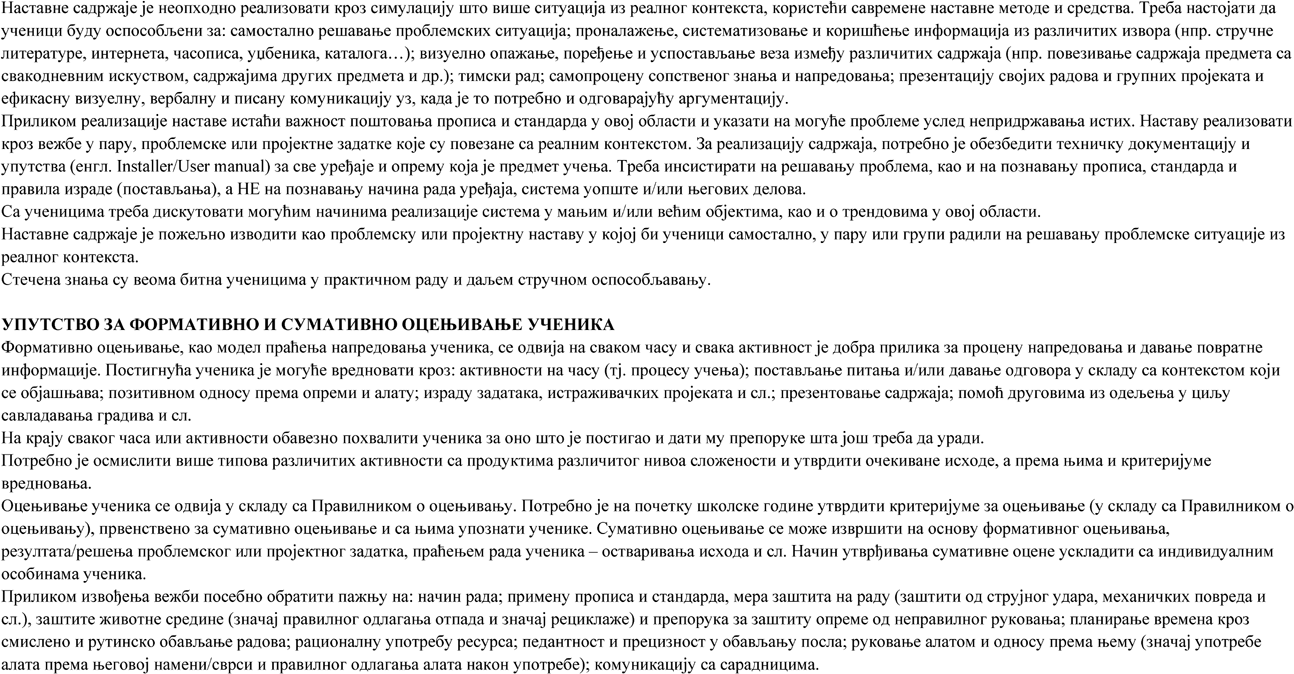 Наставне садржаје је неопходно реализовати кроз симулацију што више ситуација из реалног контекста, користећи савремене наставне методе и средства. Треба настојати да
ученици буду оспособљени за: самостално решавање проблемских ситуација; проналажење, систематизовање и коришћење информација из различитих извора (нпр. стручне
литературе, интернета, часописа, уџбеника, каталога…); визуелно опажање, поређење и успостављање веза између различитих садржаја (нпр. повезивање садржаја предмета са
свакодневним искуством, садржајима других предмета и др.); тимски рад; самопроцену сопственог знања и напредовања; презентацију својих радова и групних пројеката и
ефикасну визуелну, вербалну и писану комуникацију уз, када је то потребно и одговарајућу аргументацију.
Приликом реализације наставе истаћи важност поштовања прописа и стандарда у овој области и указати на могуће проблеме услед непридржавања истих. Наставу реализовати
кроз вежбе у пару, проблемске или пројектне задатке које су повезане са реалним контекстом. За реализацију садржаја, потребно је обезбедити техничку документацију и
упутства (енгл. Installer/User manual) за све уређаје и опрему која је предмет учења. Треба инсистирати на решавању проблема, као и на познавању прописа, стандарда и
правила израде (постављања), а НЕ на познавању начина рада уређаја, система уопште и/или његових делова.
Са ученицима треба дискутовати могућим начинима реализације система у мањим и/или већим објектима, као и о трендовима у овој области.
Наставне садржаје је пожељно изводити као проблемску или пројектну наставу у којој би ученици самостално, у пару или групи радили на решавању проблемске ситуације из
реалног контекста.
Стечена знања су веома битна ученицима у практичном раду и даљем стручном оспособљавању.
УПУТСТВО ЗА ФОРМАТИВНО И СУМАТИВНО ОЦЕЊИВАЊЕ УЧЕНИКА
Формативно оцењивање, као модел праћења напредовања ученика, се одвија на сваком часу и свака активност је добра прилика за процену напредовања и давање повратне
информације. Постигнућа ученика је могуће вредновати кроз: активности на часу (тј. процесу учења); постављање питања и/или давање одговора у складу са контекстом који
се објашњава; позитивном односу према опреми и алату; израду задатака, истраживачких пројеката и сл.; презентовање садржаја; помоћ друговима из одељења у циљу
савладавања градива и сл.
На крају сваког часа или активности обавезно похвалити ученика за оно што је постигао и дати му препоруке шта још треба да уради.
Потребно је осмислити више типова различитих активности са продуктима различитог нивоа сложености и утврдити очекиване исходе, а према њима и критеријуме
вредновања.
Оцењивање ученика се одвија у складу са Правилником о оцењивању. Потребно је на почетку школске године утврдити критеријуме за оцењивање (у складу са Правилником о
оцењивању), првенствено за сумативно оцењивање и са њима упознати ученике. Сумативно оцењивање се може извршити на основу формативног оцењивања,
резултата/решења проблемског или пројектног задатка, праћењем рада ученика – остваривања исхода и сл. Начин утврђивања сумативне оцене ускладити са индивидуалним
особинама ученика.
Приликом извођења вежби посебно обратити пажњу на: начин рада; примену прописа и стандарда, мера заштита на раду (заштити од струјног удара, механичких повреда и
сл.), заштите животне средине (значај правилног одлагања отпада и значај рециклаже) и препорука за заштиту опреме од неправилног руковања; планирање времена кроз
смислено и рутинско обављање радова; рационалну употребу ресурса; педантност и прецизност у обављању посла; руковање алатом и односу према њему (значај употребе
алата према његовој намени/сврси и правилног одлагања алата након употребе); комуникацију са сарадницима.